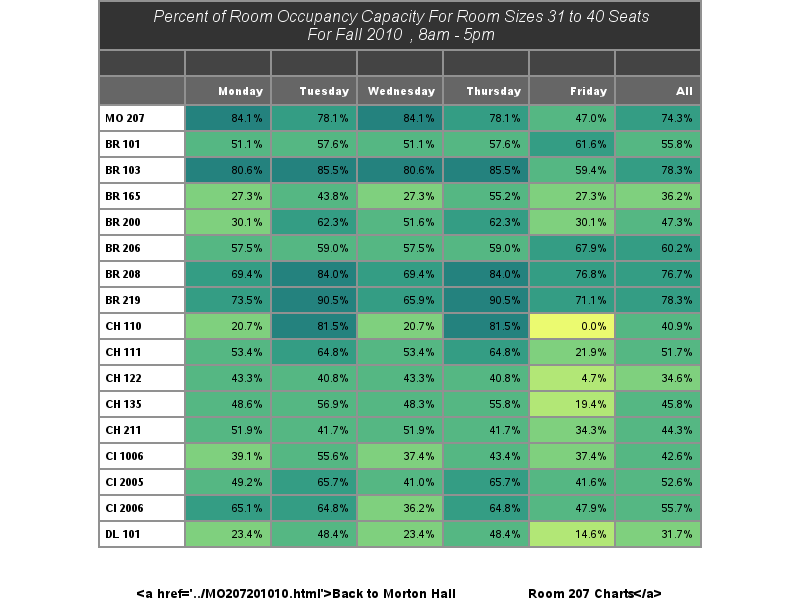 Percent of Room Occupancy Capacity For Room Sizes 31 to 40 Seats
For Fall 2010 , 8am - 5pm
Monday Tuesday Wednesday Thursday Friday All
MO 207 84.1% 78.1% 84.1% 78.1% 47.0% 74.3%
BR 101 51.1% 57.6% 51.1% 57.6% 61.6% 55.8%
BR 103 80.6% 85.5% 80.6% 85.5% 59.4% 78.3%
BR 165 27.3% 43.8% 27.3% 55.2% 27.3% 36.2%
BR 200 30.1% 62.3% 51.6% 62.3% 30.1% 47.3%
BR 206 57.5% 59.0% 57.5% 59.0% 67.9% 60.2%
BR 208 69.4% 84.0% 69.4% 84.0% 76.8% 76.7%
BR 219 73.5% 90.5% 65.9% 90.5% 71.1% 78.3%
CH 110 20.7% 81.5% 20.7% 81.5% 0.0% 40.9%
CH 111 53.4% 64.8% 53.4% 64.8% 21.9% 51.7%
CH 122 43.3% 40.8% 43.3% 40.8% 4.7% 34.6%
CH 135 48.6% 56.9% 48.3% 55.8% 19.4% 45.8%
CH 211 51.9% 41.7% 51.9% 41.7% 34.3% 44.3%
CI 1006 39.1% 55.6% 37.4% 43.4% 37.4% 42.6%
CI 2005 49.2% 65.7% 41.0% 65.7% 41.6% 52.6%
CI 2006 65.1% 64.8% 36.2% 64.8% 47.9% 55.7%
DL 101 23.4% 48.4% 23.4% 48.4% 14.6% 31.7%
<a href='../MO207201010.html'>Back to Morton Hall Room 207 Charts</a>